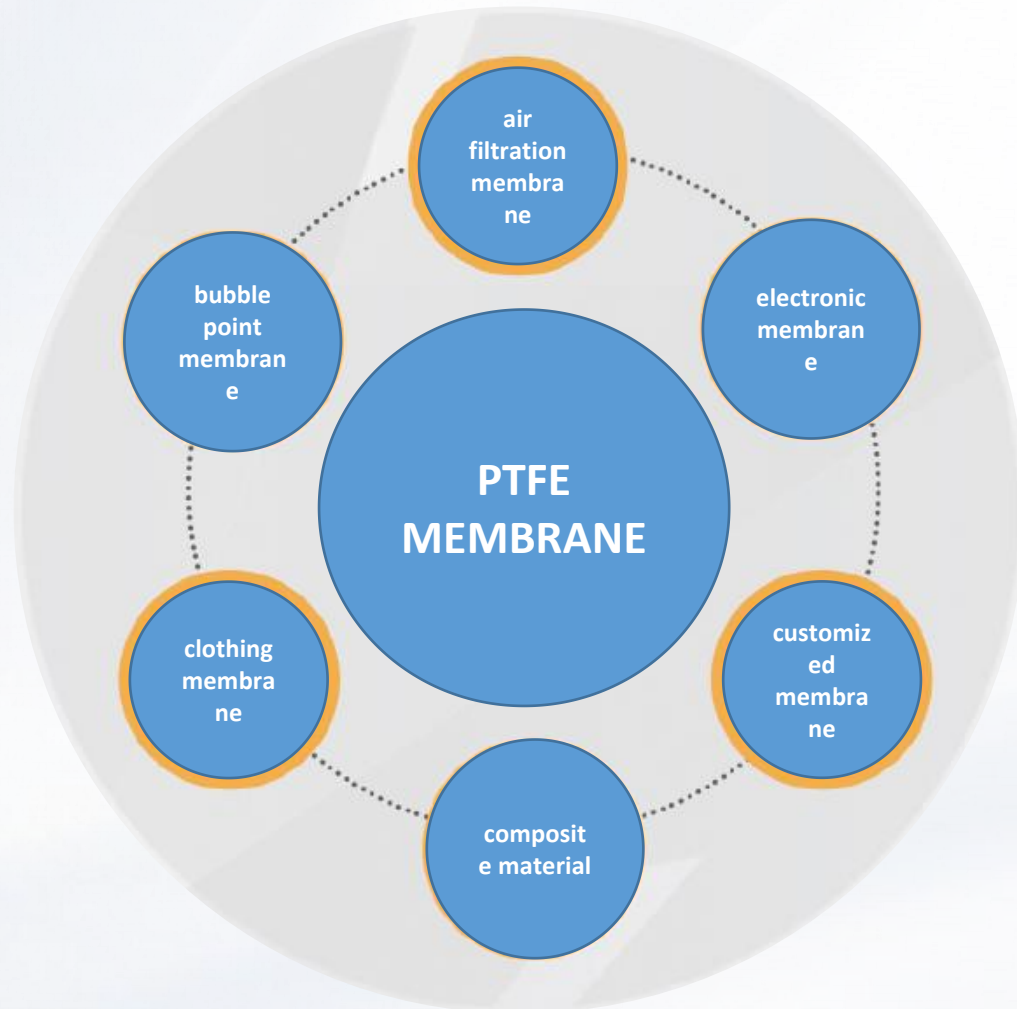 air
filtration
membra
ne
electronic
membran
e
bubble
point
membran
e
PTFE
MEMBRANE
customiz
ed
membra
ne
clothing
membra
ne
composit
e material